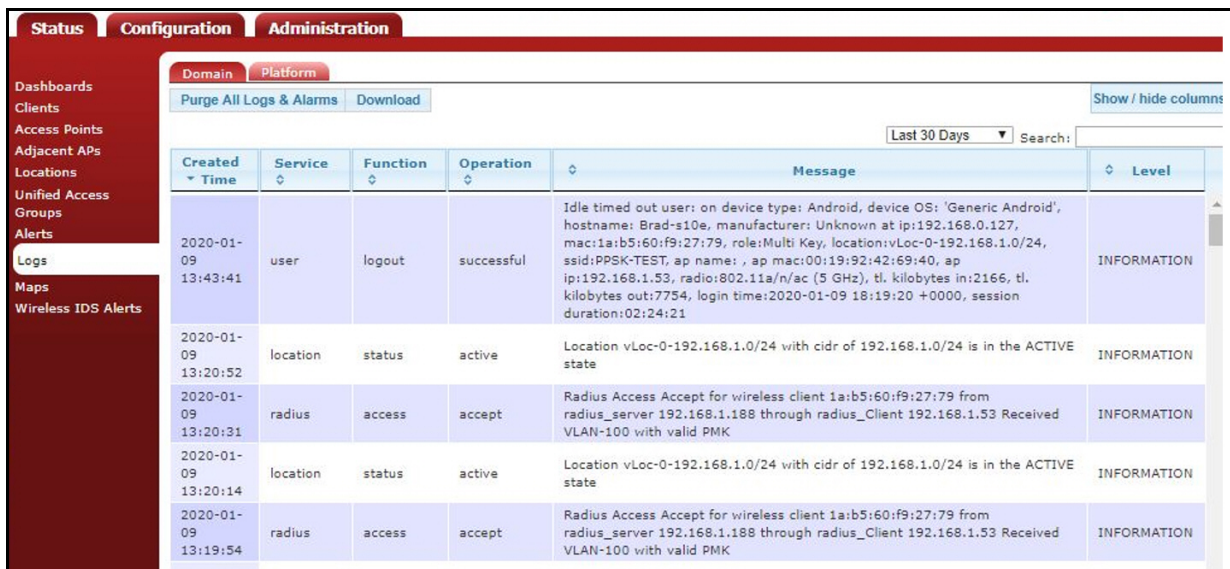 Status Configuration Administration
Dashboards
Clients
Access Points
Adjacent APs
Locations
Unified Access
Groups
Alerts
Logs
Maps
Wireless IDS Alerts
Domain Platform
Purge All Logs & Alarms Download Show / hide columns
Last 30 Days Search:
Created
Time
Service
Function
Operation
Message
Level
2020-01-
09
13:43:41
user
logout
successful
Idle timed out user: on device type: Android, device OS: 'Generic Android',
hostname: Brad-s10e, manufacturer: Unknown at ip:192.168.0.127,
mac:1a:b5:60:f9:27:79, role:Multi Key, location:vLoc-0-192.168.1.0/24,
ssid:PPSK-TEST, ap name: , ap mac:00:19:92:42:69:40, ap
ip:192.168.1.53, radio:802.11a/n/ac (5 GHz), tl. kilobytes in:2166, tl.
kilobytes out:7754, login time:2020-01-09 18:19:20 +0000, session
duration:02:24:21
INFORMATION
2020-01-
09
13:20:52
location
status
active
Location vLoc-0-192.168.1.0/24 with cidr of 192.168.1.0/24 is in the ACTIVE
state
INFORMATION
2020-01-
09
13:20:31
radius
access
accept
Radius Access Accept for wireless client 1a:b5:60:f9:27:79 from
radius_server 192.168.1.188 through radius_Client 192.168.1.53 Received
VLAN-100 with valid PMK
INFORMATION
2020-01-
09
13:20:14
location
status
active
Location vLoc-0-192.168.1.0/24 with cidr of 192.168.1.0/24 is in the ACTIVE
state
INFORMATION
2020-01-
09
13:19:54
radius
access
accept
Radius Access Accept for wireless client 1a:b5:60:f9:27:79 from
radius_server 192.168.1.188 through radius_Client 192.168.1.53 Received
VLAN-100 with valid PMK
INFORMATION